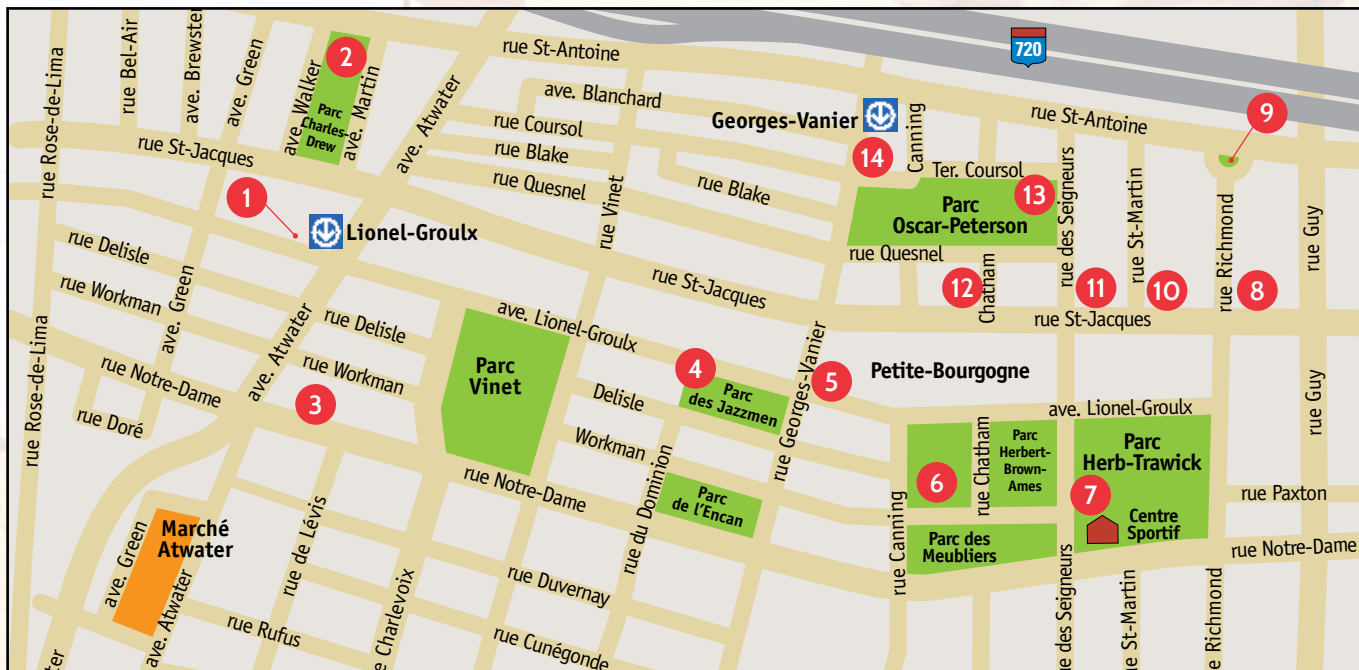 rue Rose-de-Lima
rue Bel-Air
ave. Brewster
ave. Green
ave. Walker
2
Parc
Charles-
Drew
ave. Martin
ave. Atwater
rue St-Antoine
720
ave. Blanchard
rue Coursol
rue Blake
rue Quesnel
rue Vinet
rue Blake
Georges-Vanier
14
Canning
Ter. Coursol
rue St-Antoine
9
13
Parc
Oscar-Peterson
rue des Seigneurs
rue St-Martin
rue Richmond
rue Guy
rue St-Jacques
1
Lionel-Groulx
rue Delisle
rue Workman
ave. Green
rue Quesnel
12
Chatham
11
10
8
rue St-Jacques
rue St-Jacques
rue Rose-de-Lima
rue Notre-Dame
rue Doré
ave. Atwater
rue Delisle
rue Workman
3
Parc
Vinet
ave. Lionel-Groulx
Delisle
Workman
4
Parc
des Jazzmen
rue Georges-Vanier
5
Petite-Bourgogne
ave. Lionel-Groulx
rue Guy
6
rue Chatham
Parc
Herbert-
Brown-
Ames
Parc
Herb-Trawick
7
Centre
Sportif
rue Paxton
rue Notre-Dame
rue Notre-Dame
rue du Dominion
Parc
de l'Encan
rue Canning
Parc des
Meubliers
Marché
Atwater
ave. Green
ave. Atwater
rue de Lévis
rue Rufus
e Charlevoix
rue Duvernay
rue Cunégonde
ue des Seigneurs
ue St-Martin
ue Richmond
ter